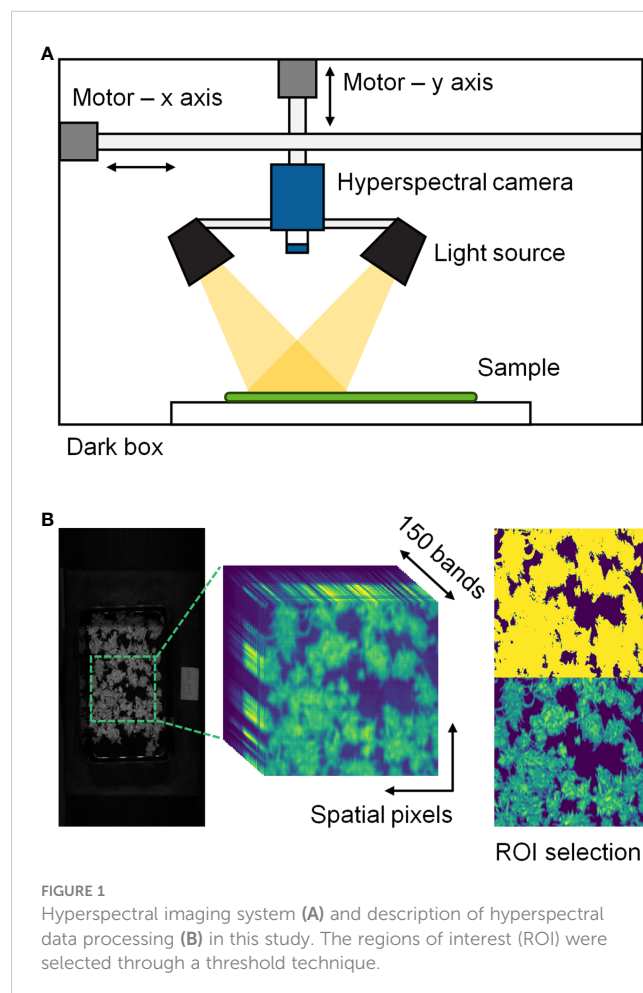 A
Motor – x axis
Motor – y axis
Hyperspectral camera
Light source
Sample
Dark box
B
150 bands
Spatial pixels
ROI selection
FIGURE 1
Hyperspectral imaging system (A) and description of hyperspectral
data processing (B) in this study. The regions of interest (ROI) were
selected through a threshold technique.